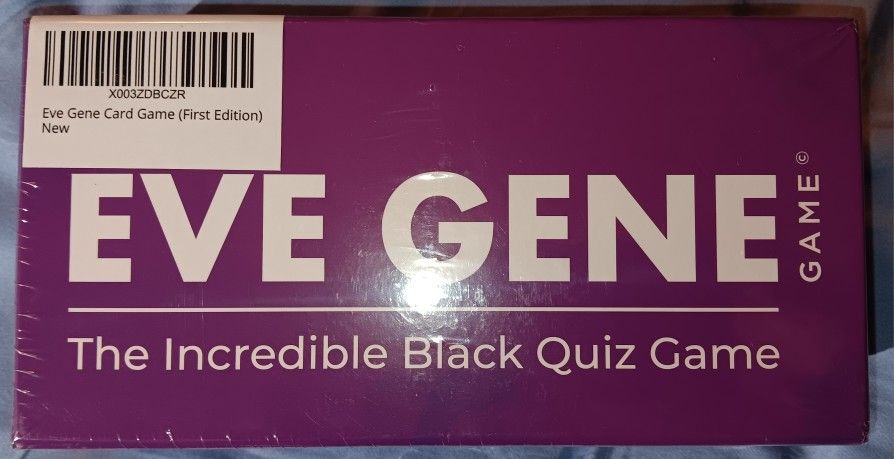 X003ZDBCZR
Eve Gene Card Game (First Edition)
New
EVE GENE
GAME©
The Incredible Black Quiz Game